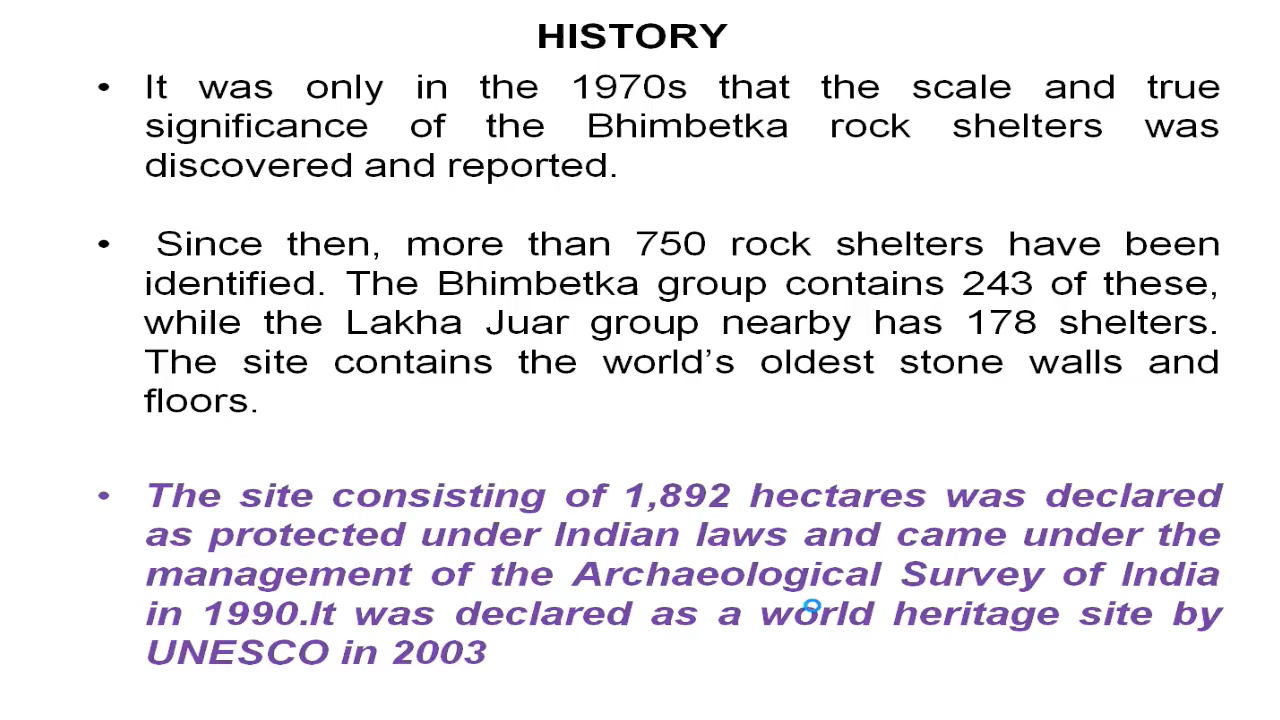 HISTORY
• It was only in the 1970s that the scale and true
significance of the Bhimbetka rock shelters was
discovered and reported.
• Since then, more than 750 rock shelters have been
identified. The Bhimbetka group contains 243 of these,
while the Lakha Juar group nearby has 178 shelters.
The site contains the world’s oldest stone walls and
floors.
• The site consisting of 1,892 hectares was declared
as protected under Indian laws and came under the
management of the Archaeological Survey of India
in 1990.It was declared as a world heritage site by
UNESCO in 2003